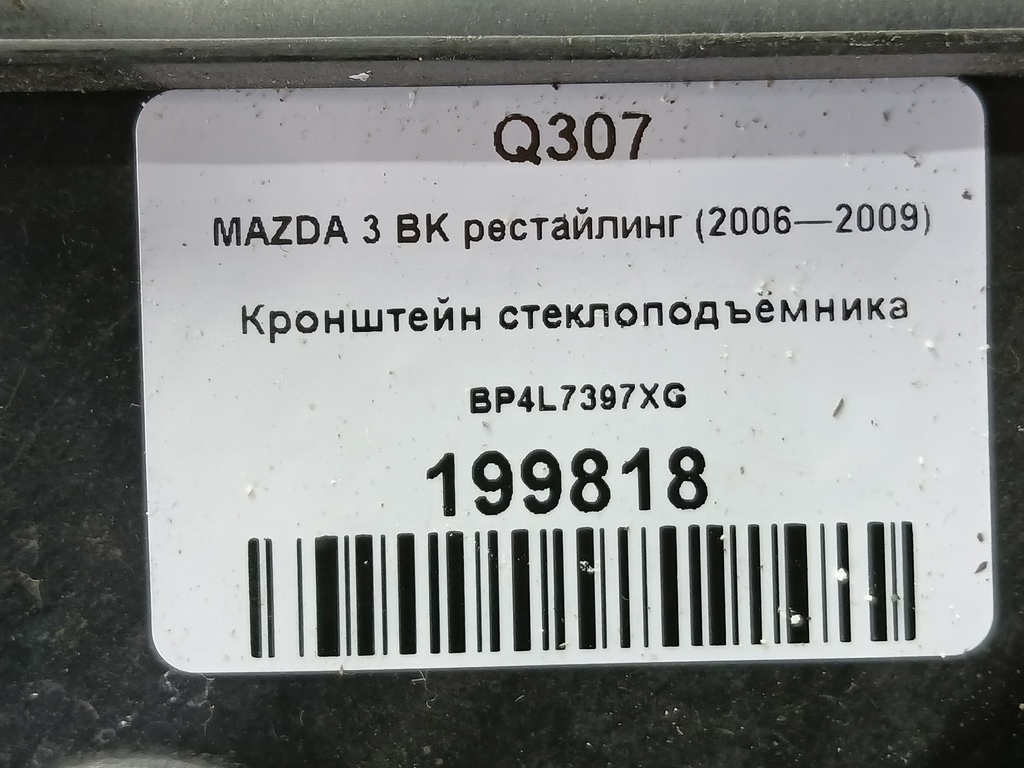 Q307
MAZDA 3 BK рестайлинг (2006—2009)
Кронштейн стеклоподъёмника
BP4L7397XG
199818